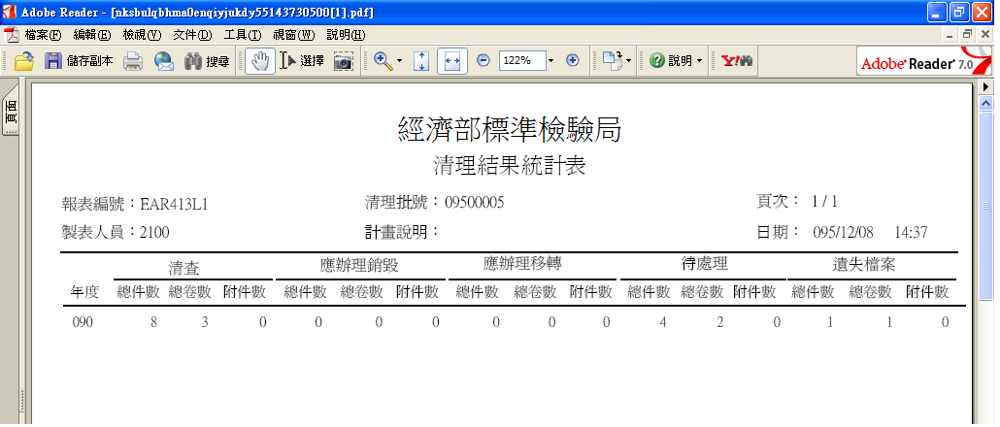 Adobe Reader - [nksbulqbhma0enqiyjukdy55143730500[1].pdf]
檔案(F) 編輯(E) 檢視(V) 文件(D) 工具(T) 視窗(W) 說明(H)
儲存副本 搜尋 選擇 122% 說明 Y! Adobe Reader 7.0
頁面
經濟部標準檢驗局
清理結果統計表
報表編號：EAR413L1 清理批號：09500005 頁次： 1 / 1
製表人員：2100 計畫說明： 日期： 095/12/08 14:37
清查 應辦理銷毀 應辦理移轉 待處理 遺失檔案
年度 總件數 總卷數 附件數 總件數 總卷數 附件數 總件數 總卷數 附件數 總件數 總卷數 附件數 總件數 總卷數 附件數
090 8 3 0 0 0 0 0 0 0 4 2 0 1 1 0